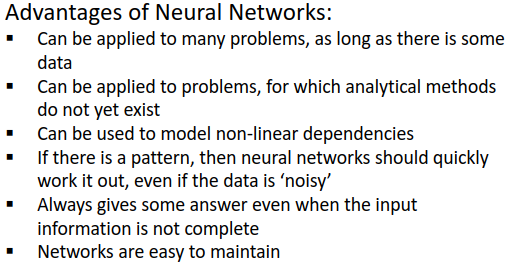 Advantages of Neural Networks:
▪ Can be applied to many problems, as long as there is some
data
▪ Can be applied to problems, for which analytical methods
do not yet exist
▪ Can be used to model non-linear dependencies
▪ If there is a pattern, then neural networks should quickly
work it out, even if the data is ‘noisy’
▪ Always gives some answer even when the input
information is not complete
▪ Networks are easy to maintain